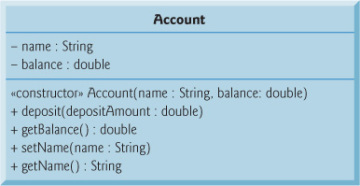 Account
– name : String
– balance : double
«constructor» Account(name : String, balance: double)
+ deposit(depositAmount : double)
+ getBalance() : double
+ setName(name : String)
+ getName() : String